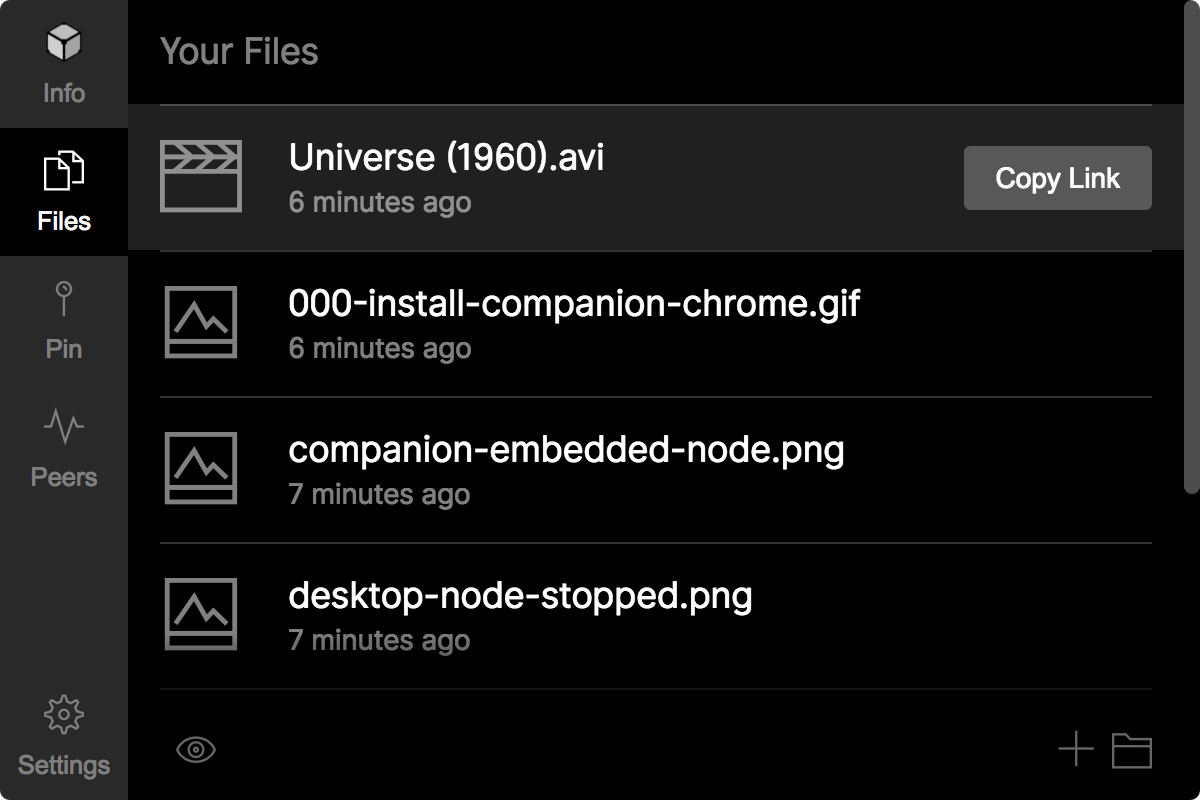 Info
Files
Pin
Peers
Settings
Your Files
Universe (1960).avi
6 minutes ago
Copy Link
000-install-companion-chrome.gif
6 minutes ago
companion-embedded-node.png
7 minutes ago
desktop-node-stopped.png
7 minutes ago